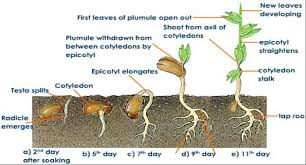 New leaves
developing
First leaves of plumule open out
Shoot from axil of
cotyledons
Plumule withdrawn from
between cotyledons by
epicotyl
epicotyl
straightens
Epicotyl elongates
Cotyledon
Testa splits
cotyledon
stalk
Radicle
emerges
tap roo
a) 2nd day
after soaking
b) 5th day
c) 7th day
d) 9th day
e) 11th day